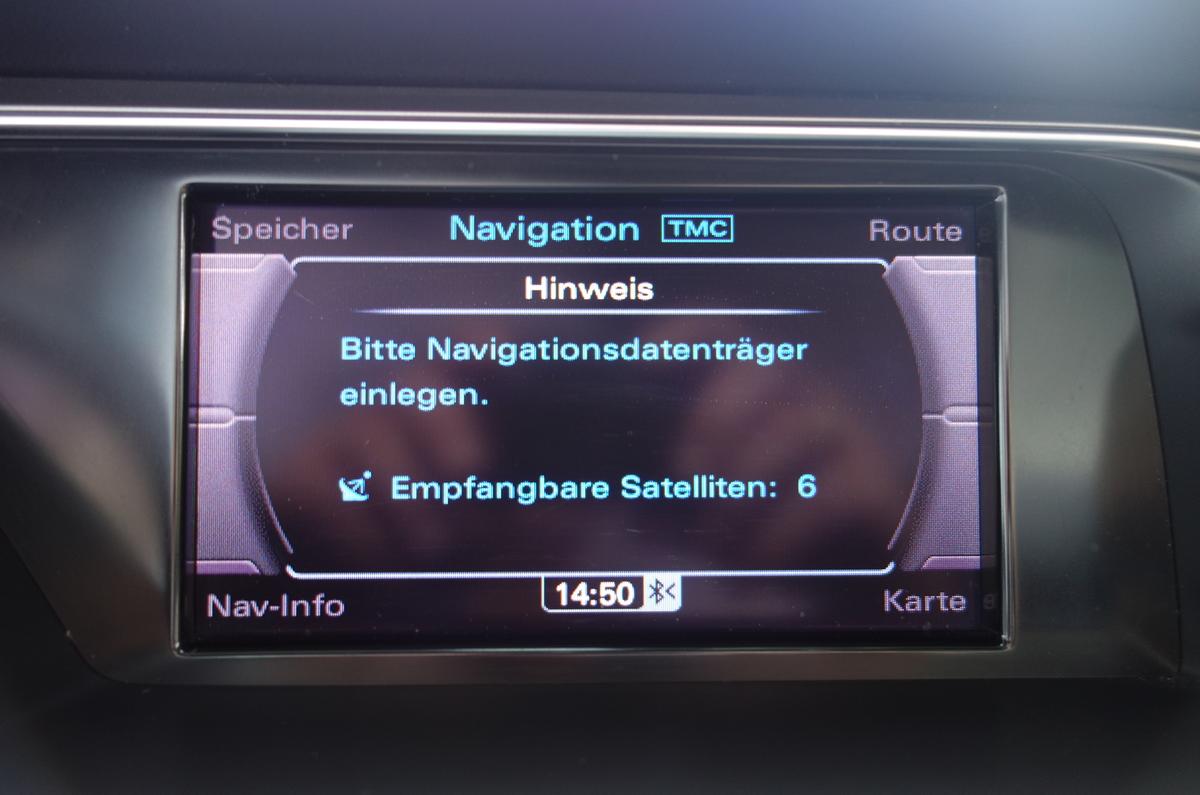 Speicher Navigation TMC Route
Hinweis
Bitte Navigationsdatenträger
einlegen.
Empfangbare Satelliten: 6
14:50
Nav-Info Karte